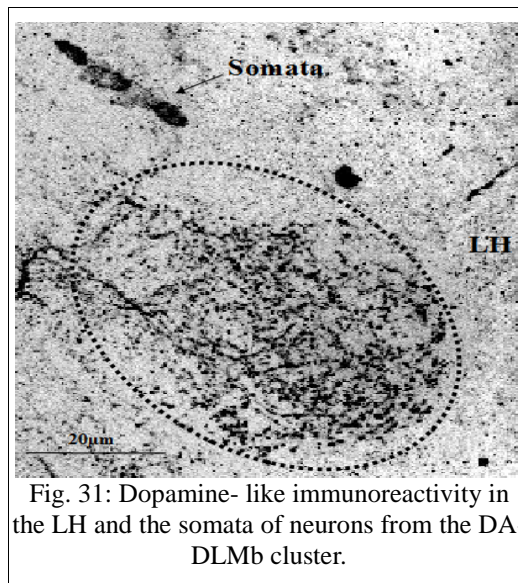 Somata
LH
20µm
Fig. 31: Dopamine- like immunoreactivity in
the LH and the somata of neurons from the DA
DLMb cluster.